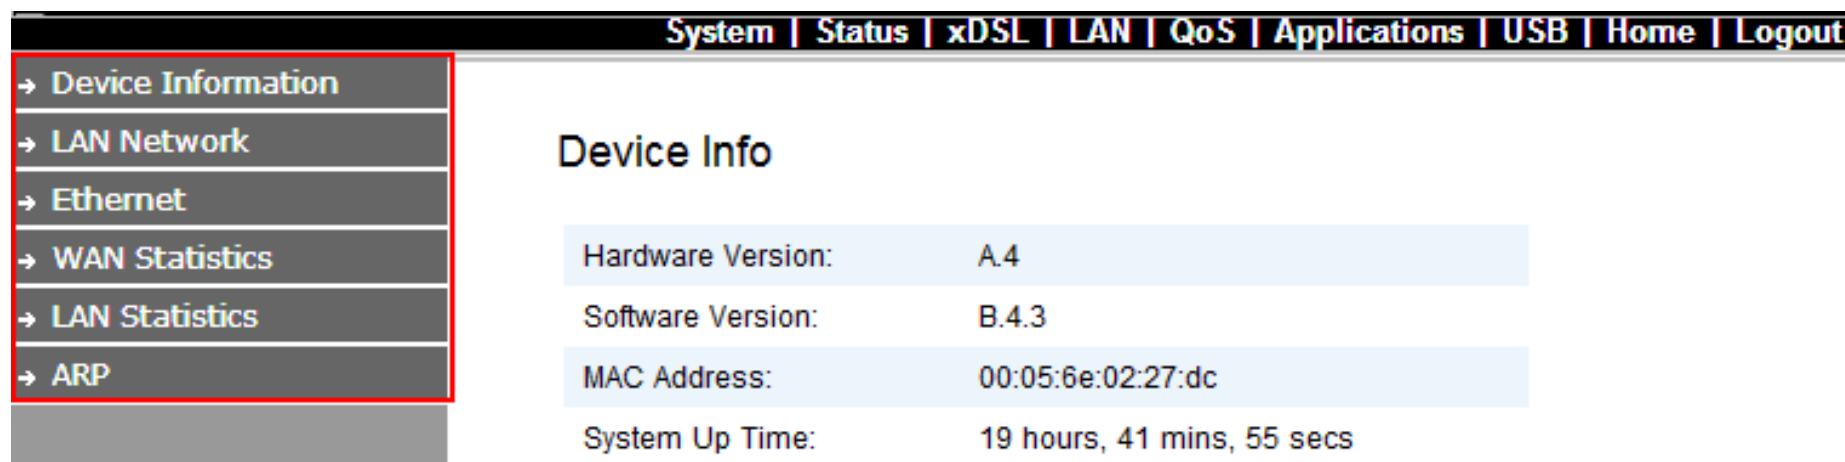 System | Status | xDSL | LAN | QoS | Applications | USB | Home | Logout
Device Information
LAN Network
Ethernet
WAN Statistics
LAN Statistics
ARP
Device Info
Hardware Version: A.4
Software Version: B.4.3
MAC Address: 00:05:6e:02:27:dc
System Up Time: 19 hours, 41 mins, 55 secs